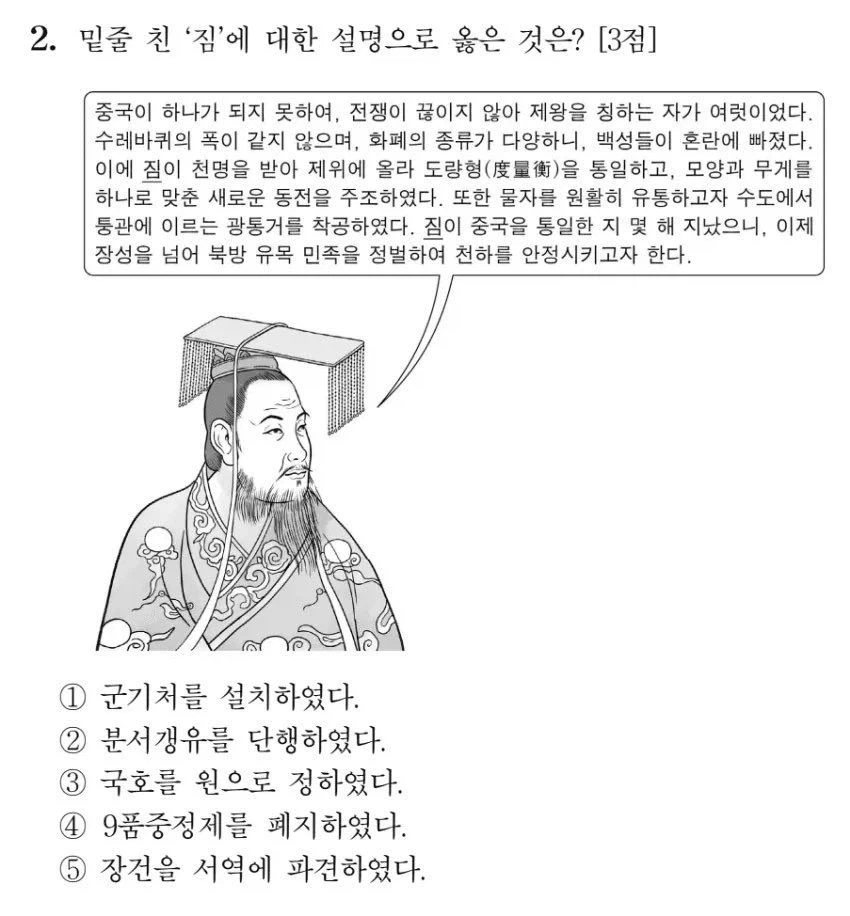 2. 밑줄 친 ‘짐’에 대한 설명으로 옳은 것은? [3점]
중국이 하나가 되지 못하여, 전쟁이 끊이지 않아 제왕을 칭하는 자가 여럿이었다.
수레바퀴의 폭이 같지 않으며, 화폐의 종류가 다양하니, 백성들이 혼란에 빠졌다.
이에 짐이 천명을 받아 제위에 올라 도량형(度量衡)을 통일하고, 모양과 무게를
하나로 맞춘 새로운 동전을 주조하였다. 또한 물자를 원활히 유통하고자 수도에서
퉁관에 이르는 광통거를 착공하였다. 짐이 중국을 통일한 지 몇 해 지났으니, 이제
장성을 넘어 북방 유목 민족을 정벌하여 천하를 안정시키고자 한다.
① 군기처를 설치하였다.
② 분서갱유를 단행하였다.
③ 국호를 원으로 정하였다.
④ 9품중정제를 폐지하였다.
⑤ 장건을 서역에 파견하였다.